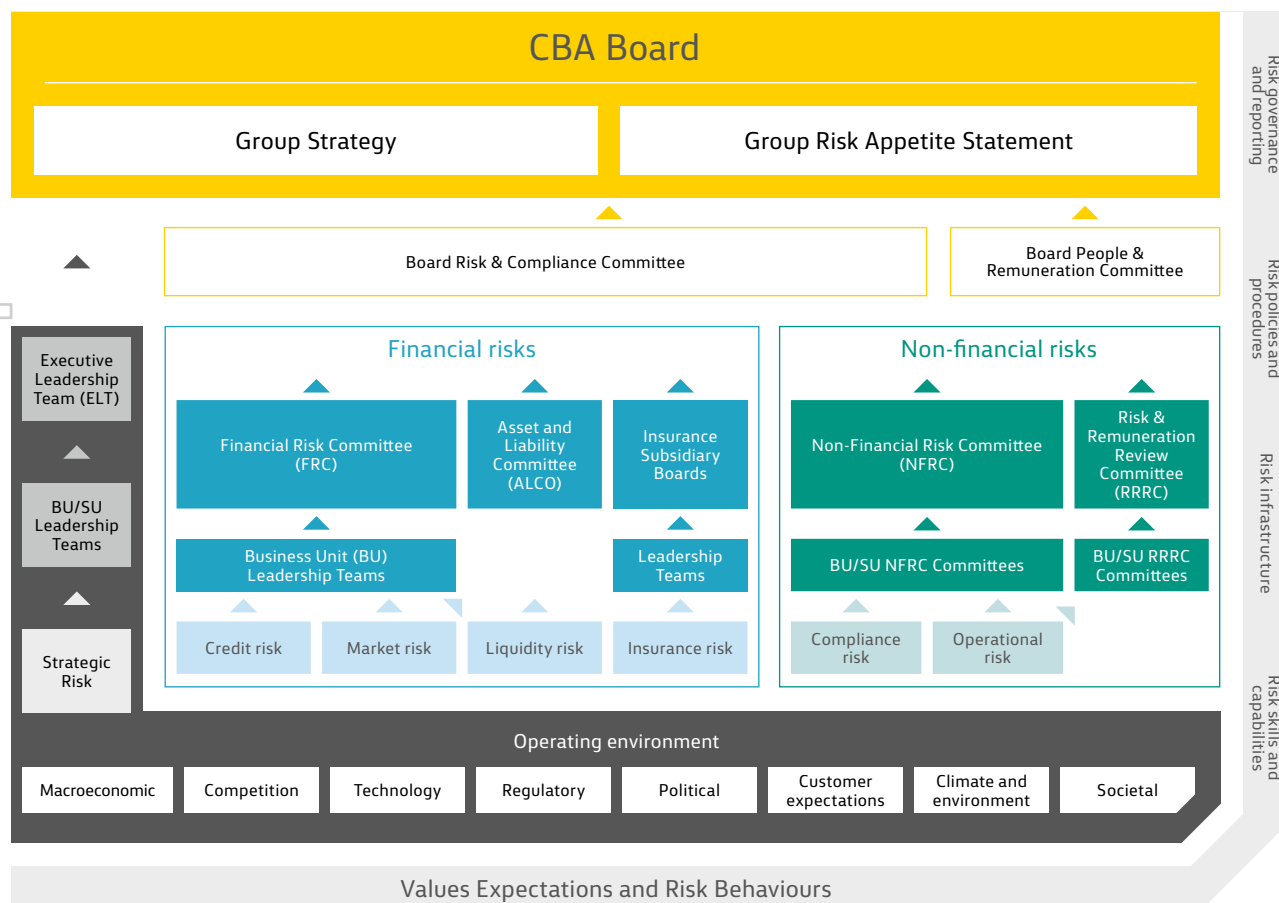 CBA Board
Group Strategy
Group Risk Appetite Statement
Board Risk & Compliance Committee
Board People &
Remuneration Committee
Executive
Leadership
Team (ELT)
BU/SU
Leadership
Teams
Strategic
Risk
Financial risks
Financial Risk Committee
(FRC)
Asset and
Liability
Committee
(ALCO)
Insurance
Subsidiary
Boards
Business Unit (BU)
Leadership Teams
Leadership
Teams
Credit risk
Market risk
Liquidity risk
Insurance risk
Non-financial risks
Non-Financial Risk Committee
(NFRC)
Risk &
Remuneration
Review
Committee
(RRRC)
BU/SU NFRC Committees
BU/SU RRRC
Committees
Compliance
risk
Operational
risk
Operating environment
Macroeconomic
Competition
Technology
Regulatory
Political
Customer
expectations
Climate and
environment
Societal
Risk governance
and reporting
Risk policies and
procedures
Risk infrastructure
Risk skills and
capabilities
Values Expectations and Risk Behaviours